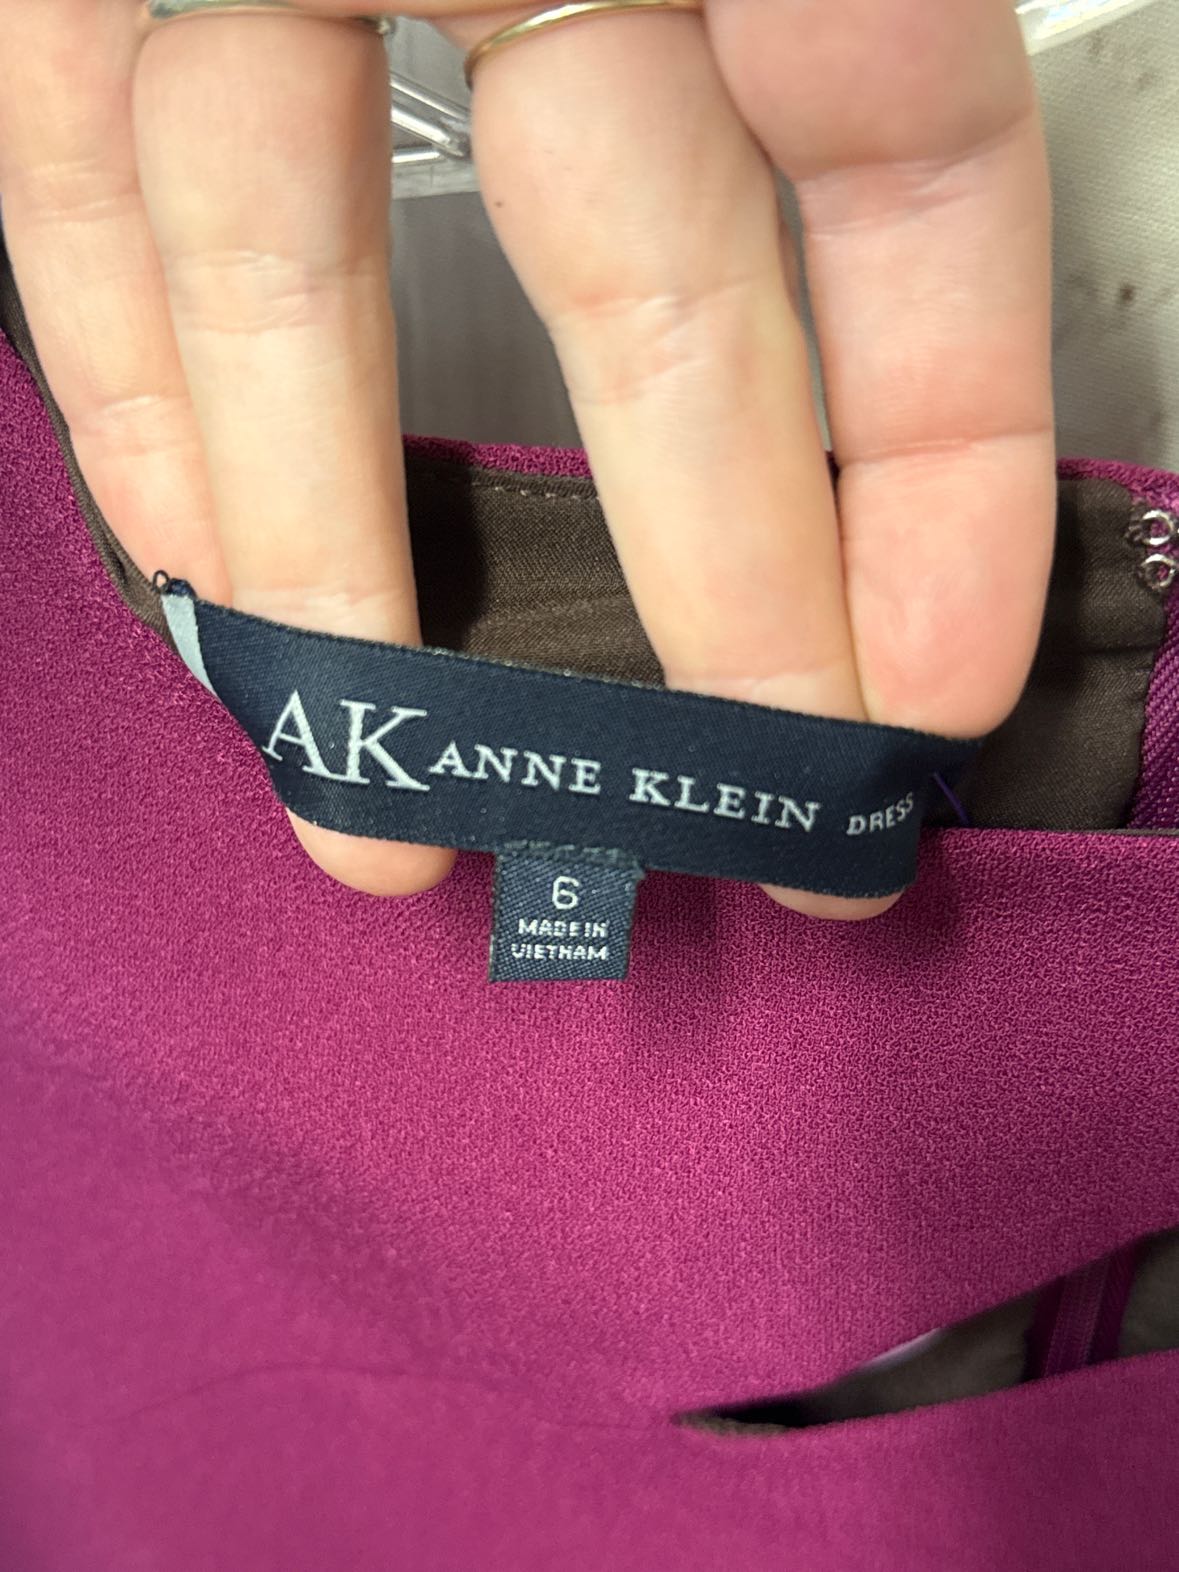 AK ANNE KLEIN DRESS
6
MADE IN
VIETNAM